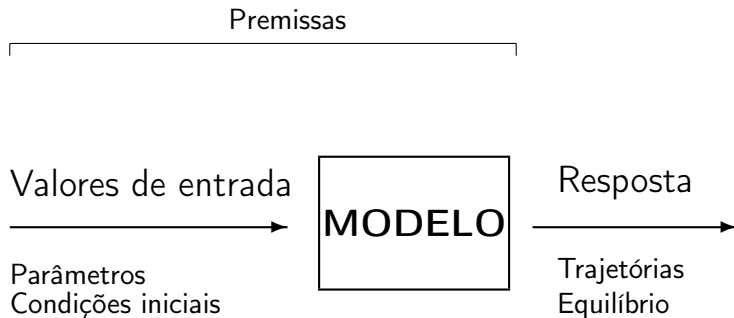 Premissas
Valores de entrada
MODELO
Resposta
Parâmetros
Condições iniciais
Trajetórias
Equilíbrio